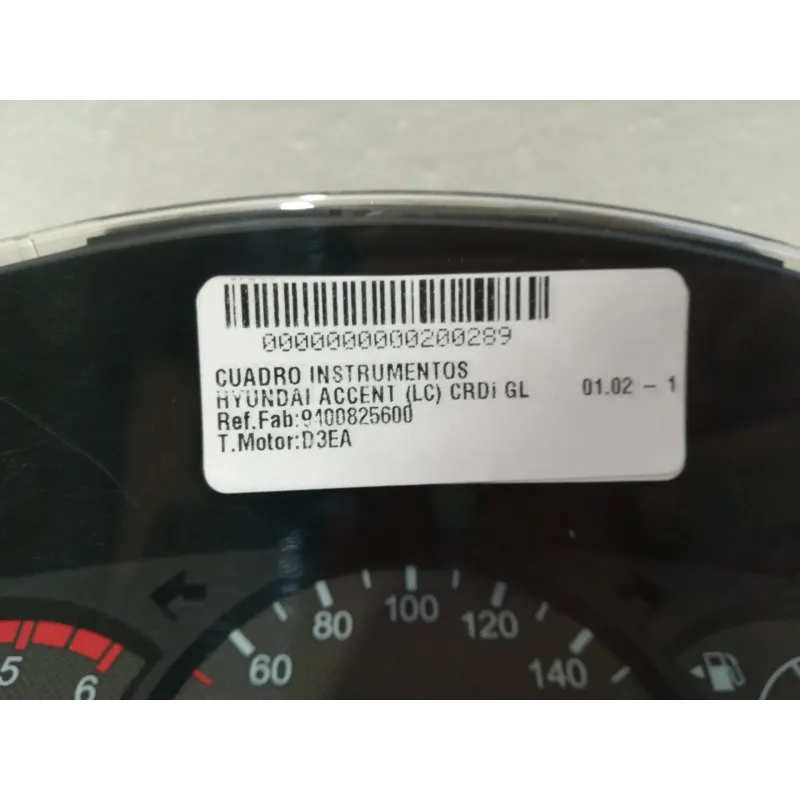 0000000000200289
CUADRO INSTRUMENTOS
HYUNDAI ACCENT (LC) CRDi GL 01.02 - 1
Ref.Fab:9400825600
T.Motor:D3EA
5
6
60
80
100
120
140